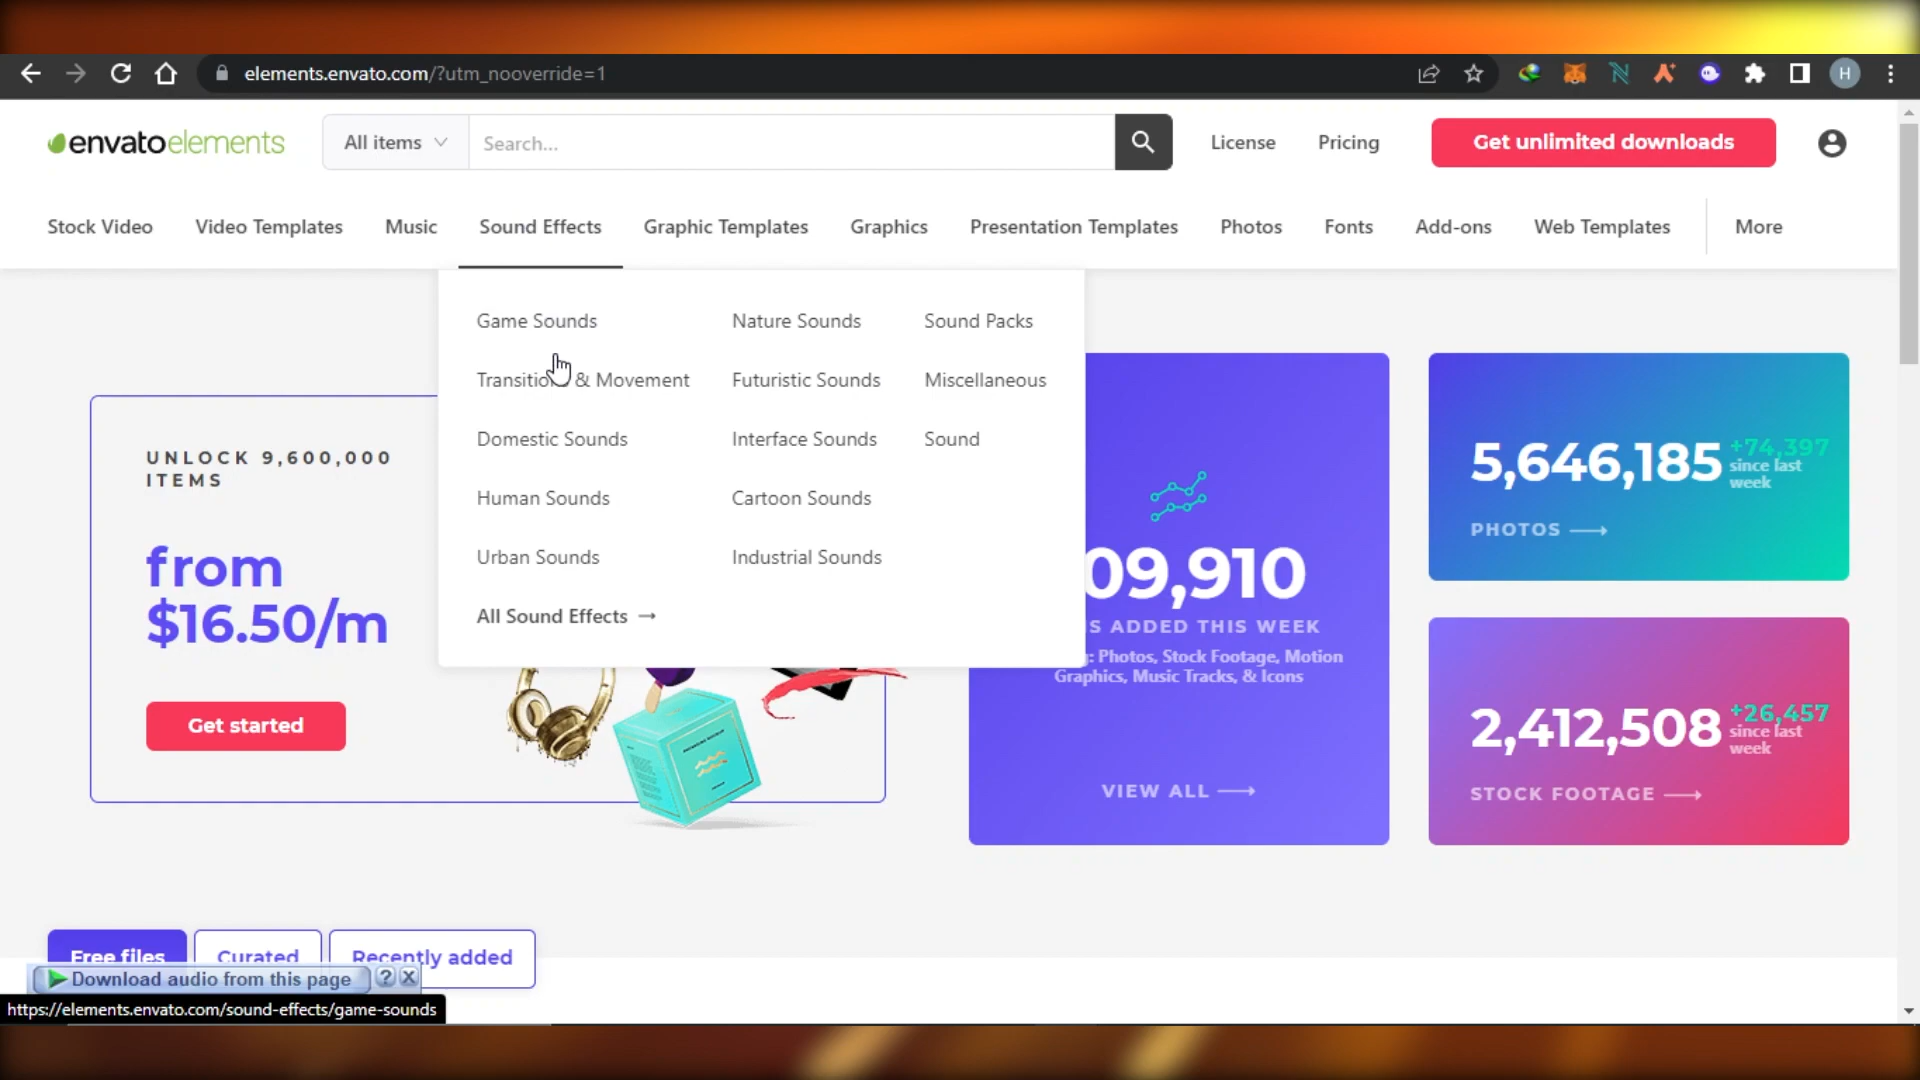 elements.envato.com/?utm_nooverride=1
H
envatoelements
All items
Search...
License
Pricing
Get unlimited downloads
Stock Video
Video Templates
Music
Sound Effects
Graphic Templates
Graphics
Presentation Templates
Photos
Fonts
Add-ons
Web Templates
More
Game Sounds
Nature Sounds
Sound Packs
Transition & Movement
Futuristic Sounds
Miscellaneous
Domestic Sounds
Interface Sounds
Sound
Human Sounds
Cartoon Sounds
Urban Sounds
Industrial Sounds
All Sound Effects →
UNLOCK 9,600,000
ITEMS
from
$16.50/m
Get started
09,910
S ADDED THIS WEEK
: Photos, Stock Footage, Motion
Graphics, Music Tracks, & Icons
VIEW ALL
5,646,185
+74,397
since last
week
PHOTOS
2,412,508
+26,457
since last
week
STOCK FOOTAGE
Free files
Curated
Recently added
Download audio from this page
?
X
https://elements.envato.com/sound-effects/game-sounds